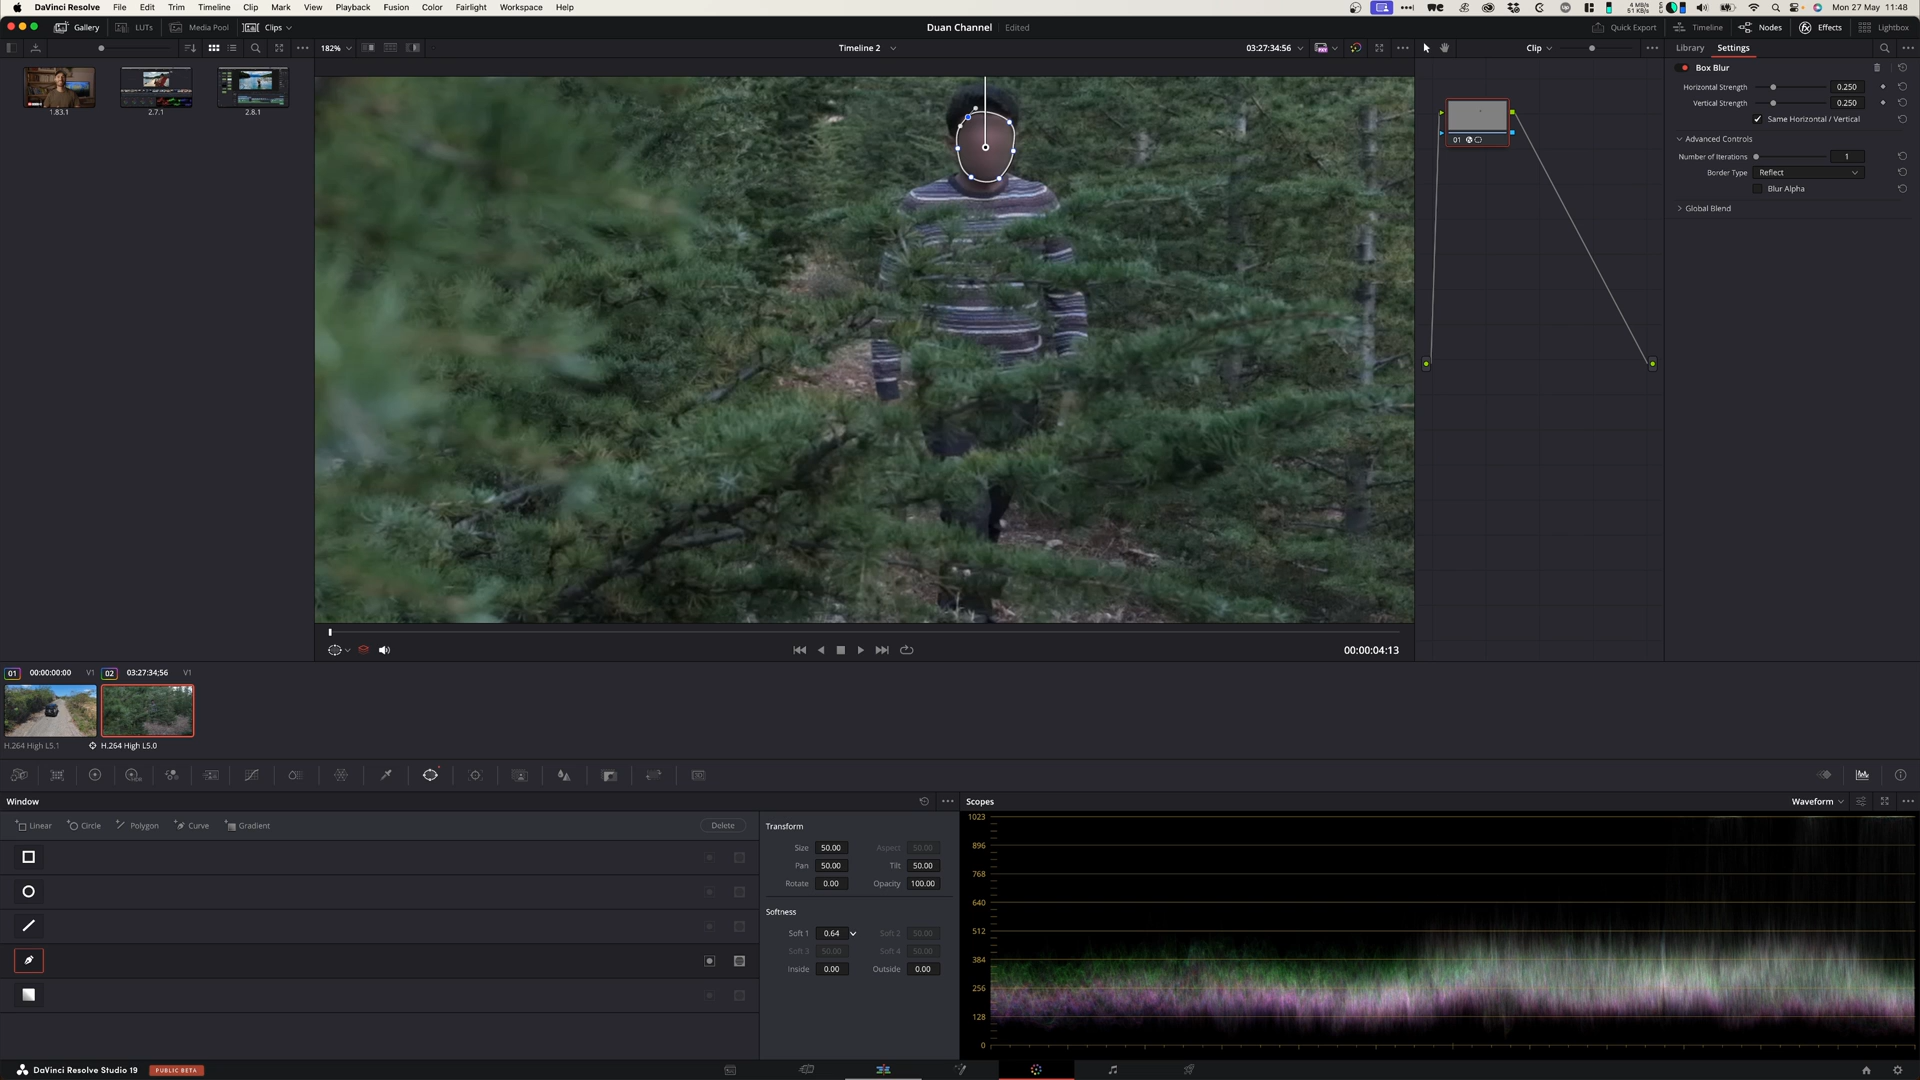 DaVinci Resolve File Edit Trim Timeline Clip Mark View Playback Fusion Color Fairlight Workspace Help
4 MB/s
51 KB/s
Mon 27 May 11:48
Gallery LUTs Media Pool Clips
Duan Channel Edited
Quick Export Timeline Nodes Effects Lightbox
182% Timeline 2 03:27:34:56 Clip Library Settings
Box Blur
Horizontal Strength 0.250
Vertical Strength 0.250
Same Horizontal / Vertical
Advanced Controls
Number of Iterations 1
Border Type Reflect
Blur Alpha
Global Blend
1.83.1 2.7.1 2.8.1
01
00:00:04:13
01 00:00:00:00 V1 02 03:27:34;56 V1
H.264 High L5.1 H.264 High L5.0
Window
Linear Circle Polygon Curve Gradient Delete
Transform
Size 50.00 Aspect 50.00
Pan 50.00 Tilt 50.00
Rotate 0.00 Opacity 100.00
Softness
Soft 1 0.64 Soft 2 50.00
Soft 3 50.00 Soft 4 50.00
Inside 0.00 Outside 0.00
Scopes Waveform
1023
896
768
640
512
384
256
128
0
DaVinci Resolve Studio 19 PUBLIC BETA